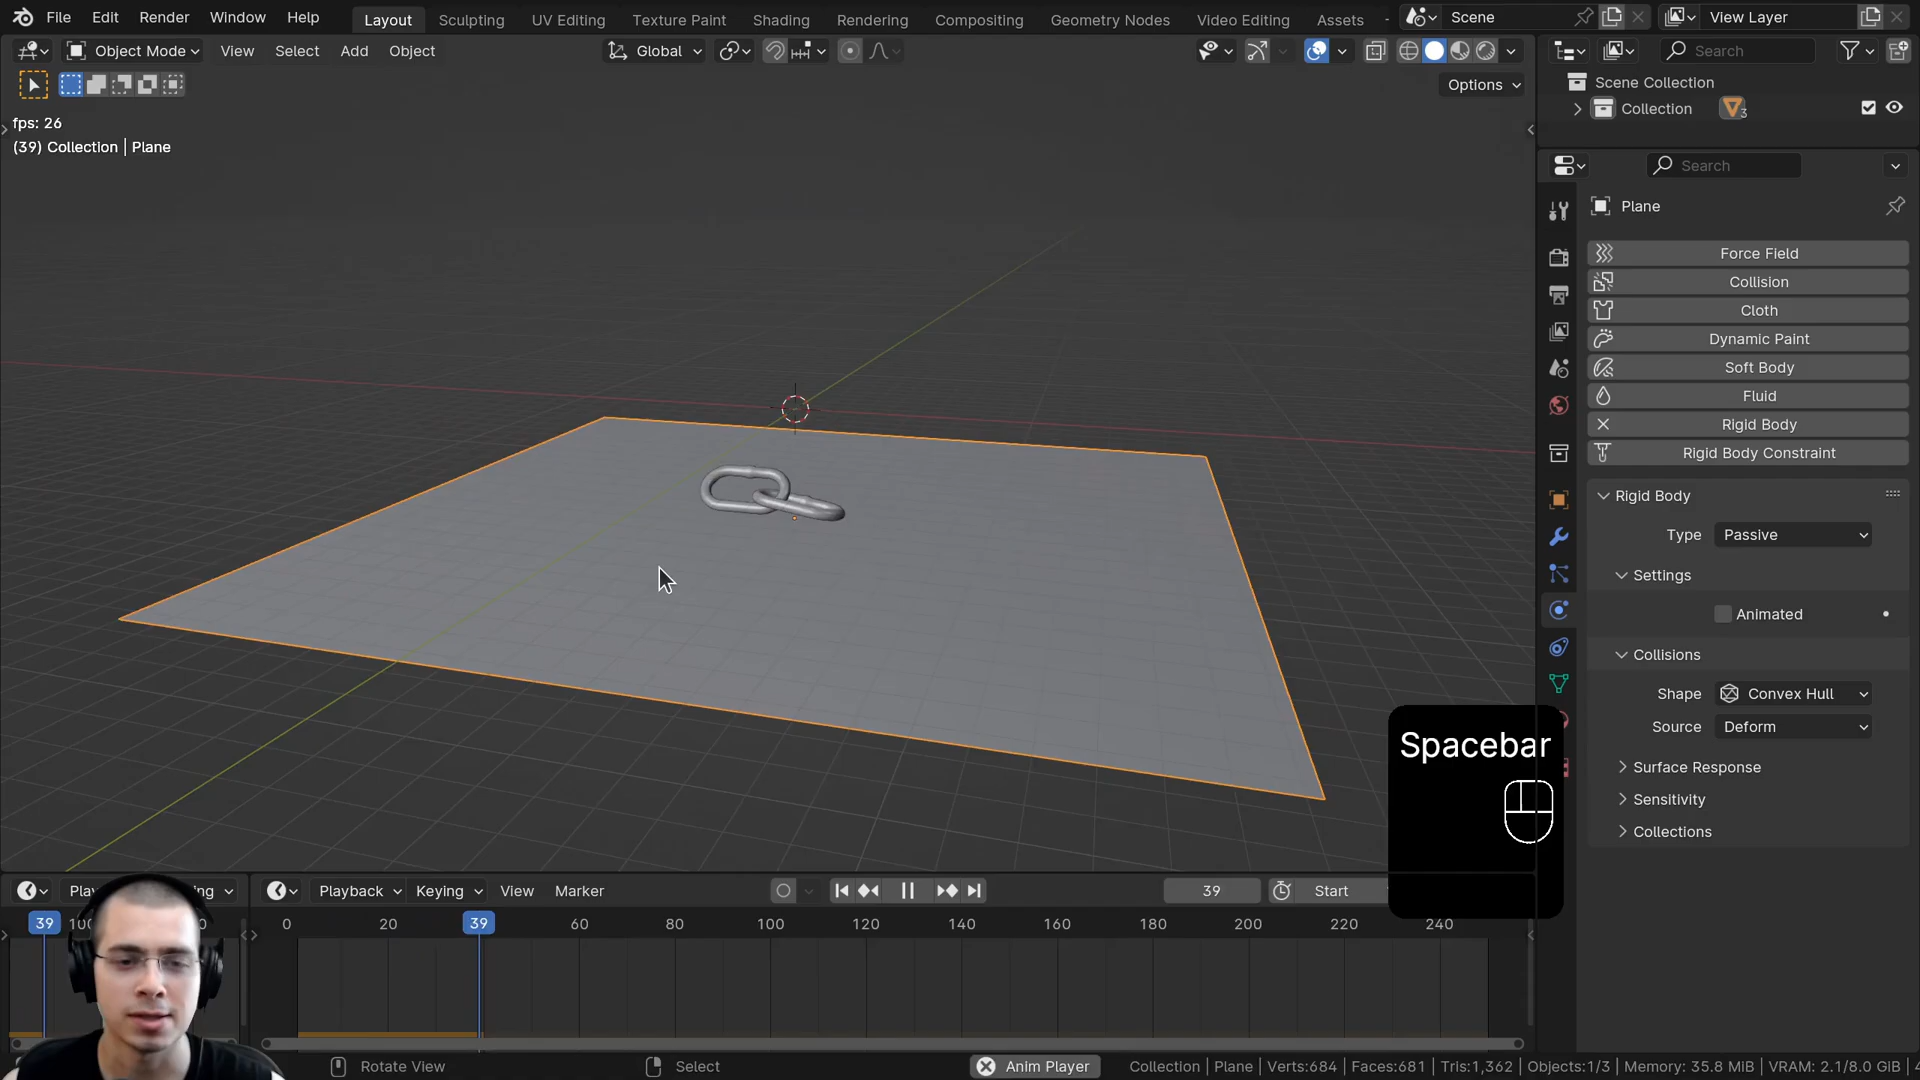 File Edit Render Window Help Layout Sculpting UV Editing Texture Paint Shading Rendering Compositing Geometry Nodes Video Editing Assets Scene View Layer
Object Mode View Select Add Object Global Search
Options
Scene Collection
Collection 3
fps: 26
(39) Collection | Plane
Search
Plane
Force Field
Collision
Cloth
Dynamic Paint
Soft Body
Fluid
Rigid Body
Rigid Body Constraint
Rigid Body
Type Passive
Settings
Animated
Collisions
Shape Convex Hull
Source Deform
Surface Response
Sensitivity
Collections
Spacebar
Playback Keying View Marker 39 Start
39 0 20 39 60 80 100 120 140 160 180 200 220 240
Rotate View Select Anim Player Collection | Plane | Verts:684 | Faces:681 | Tris:1,362 | Objects:1/3 | Memory: 35.8 MiB | VRAM: 2.1/8.0 GiB |